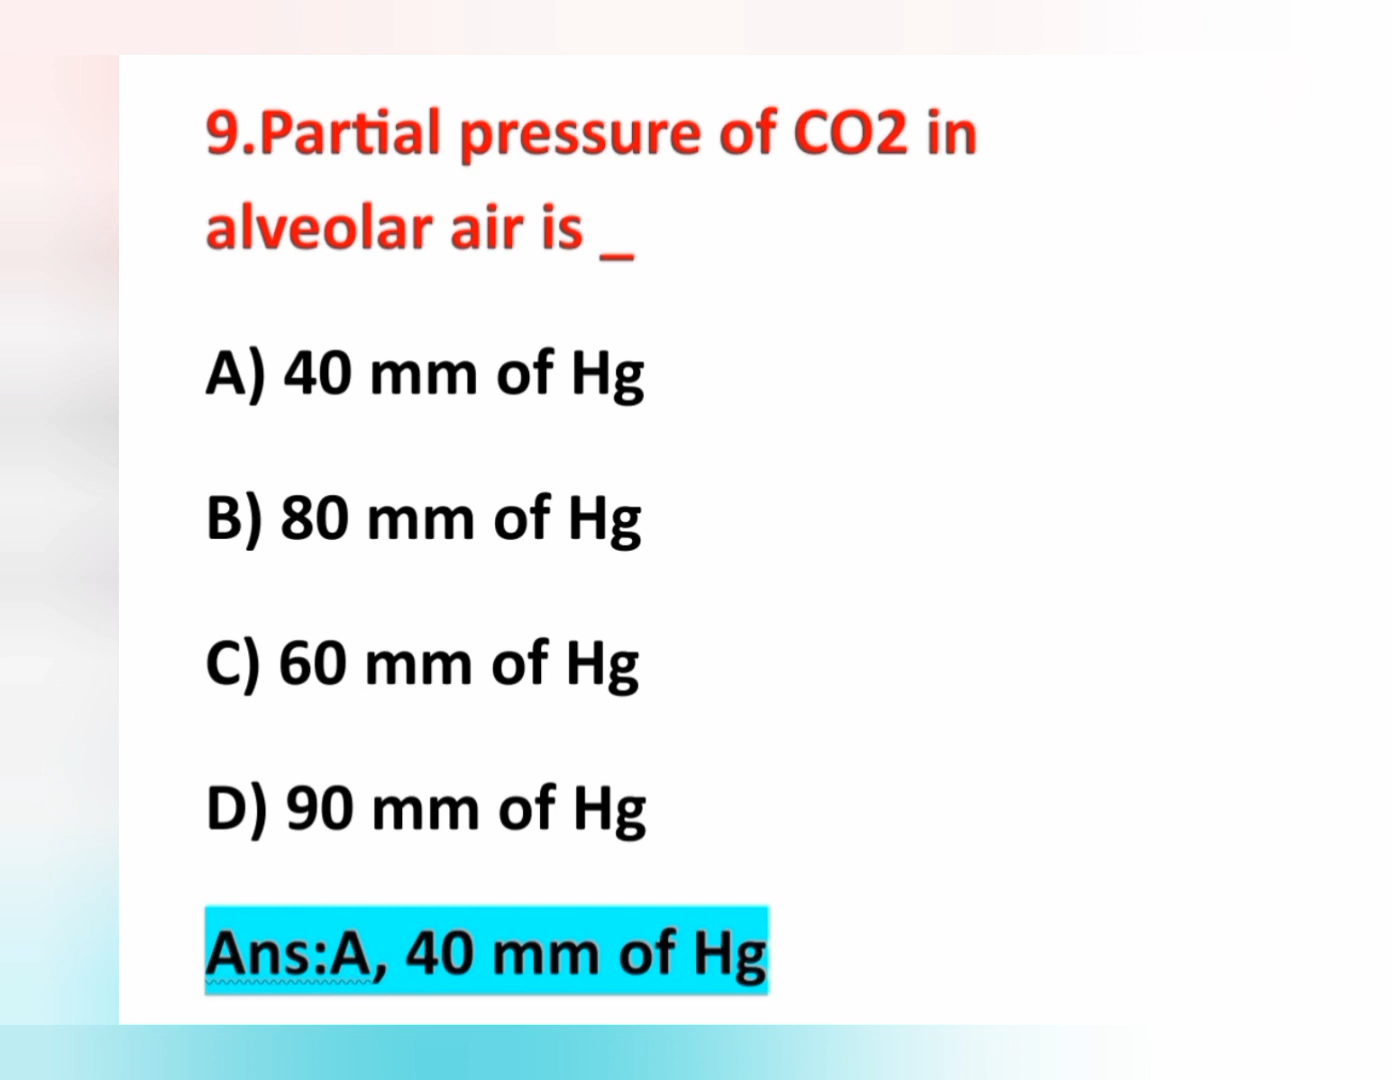 9.Partial pressure of CO2 in
alveolar air is _
A) 40 mm of Hg
B) 80 mm of Hg
C) 60 mm of Hg
D) 90 mm of Hg
Ans:A, 40 mm of Hg